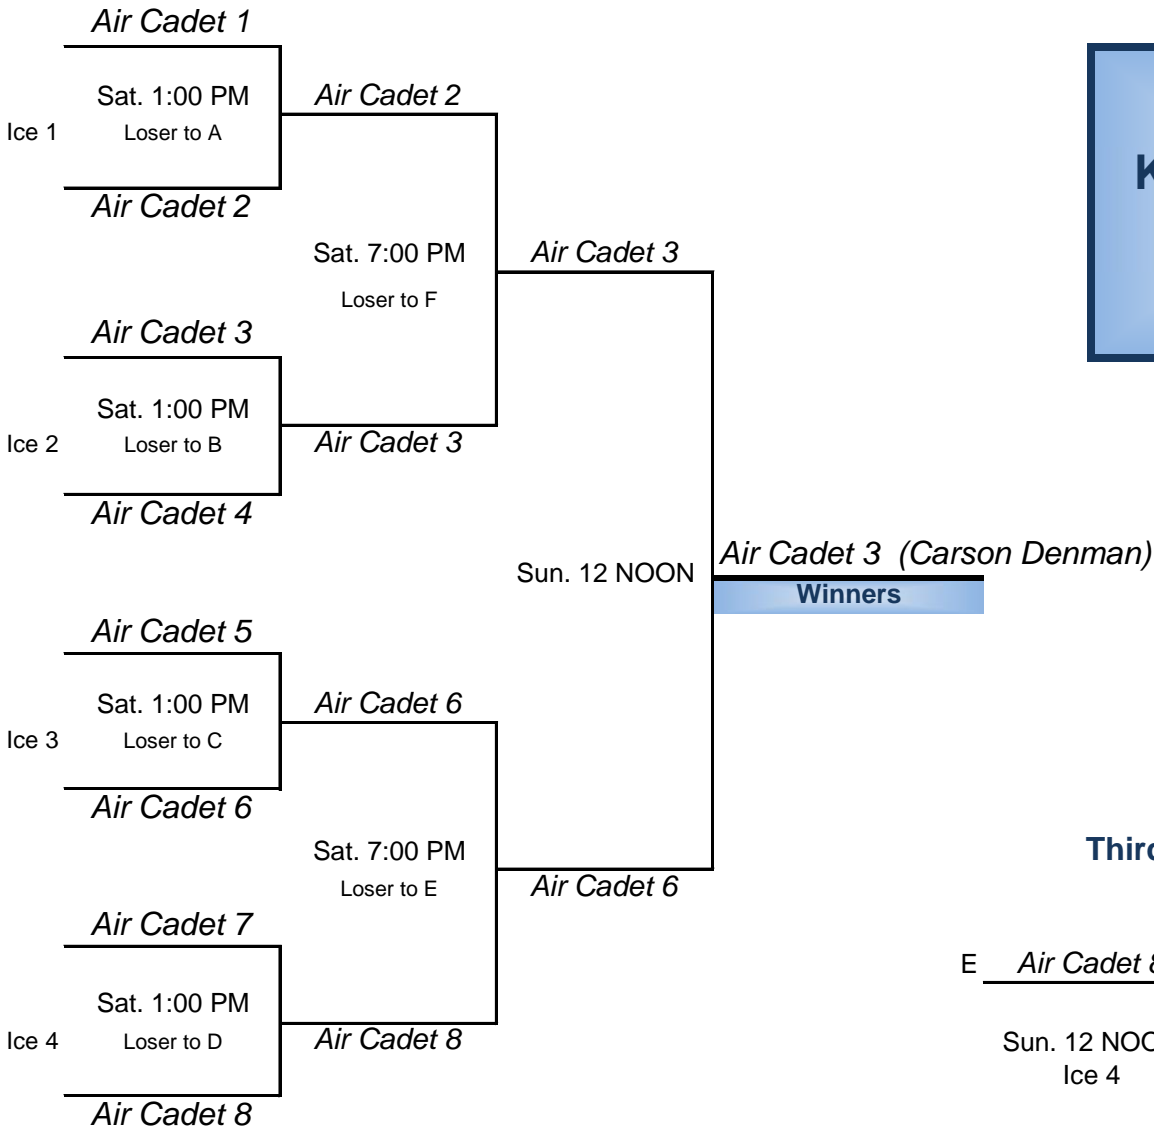 Air Cadet 1
Sat. 1:00 PM
Air Cadet 2
Ice 1
Loser to A
K
Air Cadet 2
Sat. 7:00 PM
Air Cadet 3
Loser to F
Air Cadet 3
Sat. 1:00 PM
Ice 2
Loser to B
Air Cadet 3
Air Cadet 4
Air Cadet 3 (Carson Denman)
Sun. 12 NOON
Winners
Air Cadet 5
Sat. 1:00 PM
Air Cadet 6
Ice 3
Loser to C
Air Cadet 6
Sat. 7:00 PM
Loser to E
Air Cadet 6
Air Cadet 7
Sat. 1:00 PM
Ice 4
Loser to D
Air Cadet 8
Air Cadet 8
E
Air Cadet
Sun. 12
Ice 4